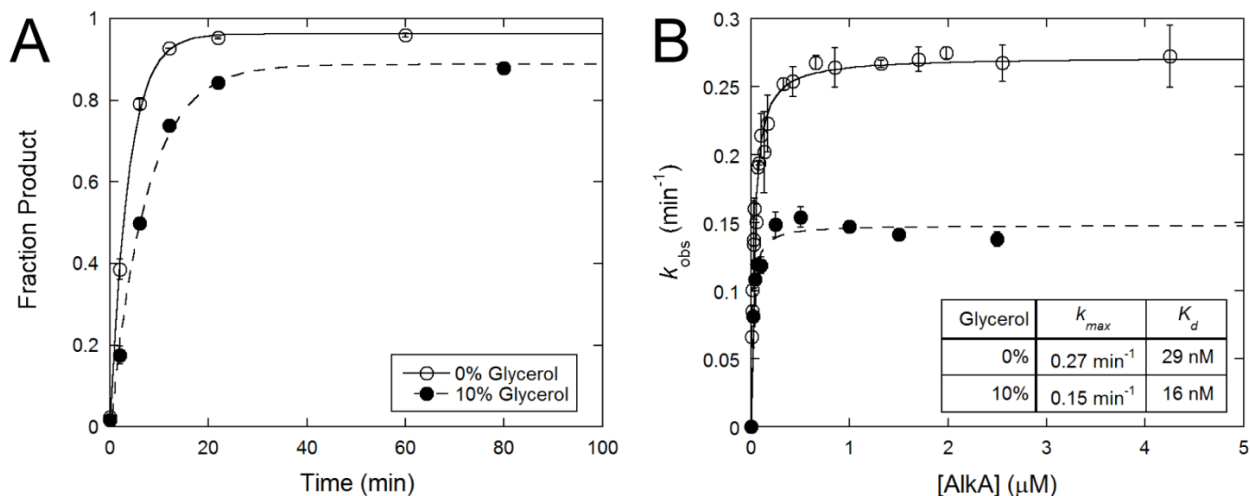 A
Fraction Product
1
0.8
0.6
0.4
0.2
0
0 20 40 60 80 100
Time (min)
0% Glycerol
10% Glycerol
B
k_obs (min⁻¹)
0.3
0.25
0.2
0.15
0.1
0.05
0
0 1 2 3 4 5
[AlkA] (μM)
Glycerol k_max K_d
0% 0.27 min⁻¹ 29 nM
10% 0.15 min⁻¹ 16 nM